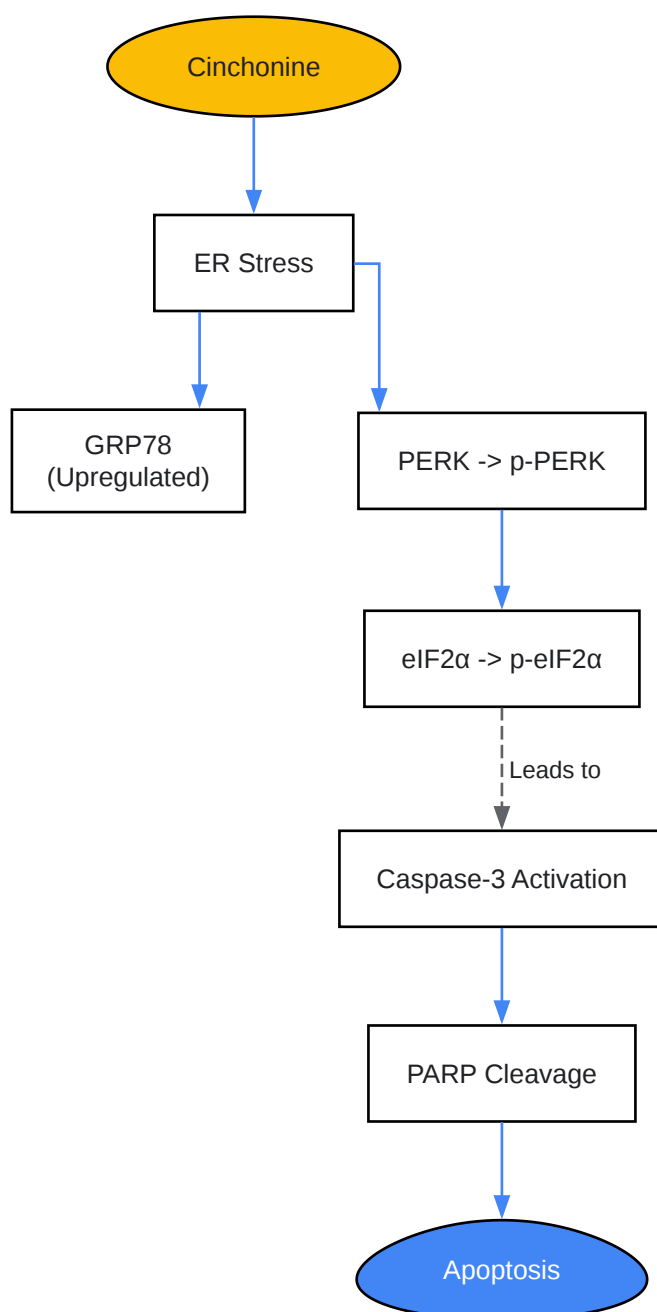 Cinchonine
ER Stress
GRP78
(Upregulated)
PERK -> p-PERK
eIF2α -> p-eIF2α
Leads to
Caspase-3 Activation
PARP Cleavage
Apoptosis